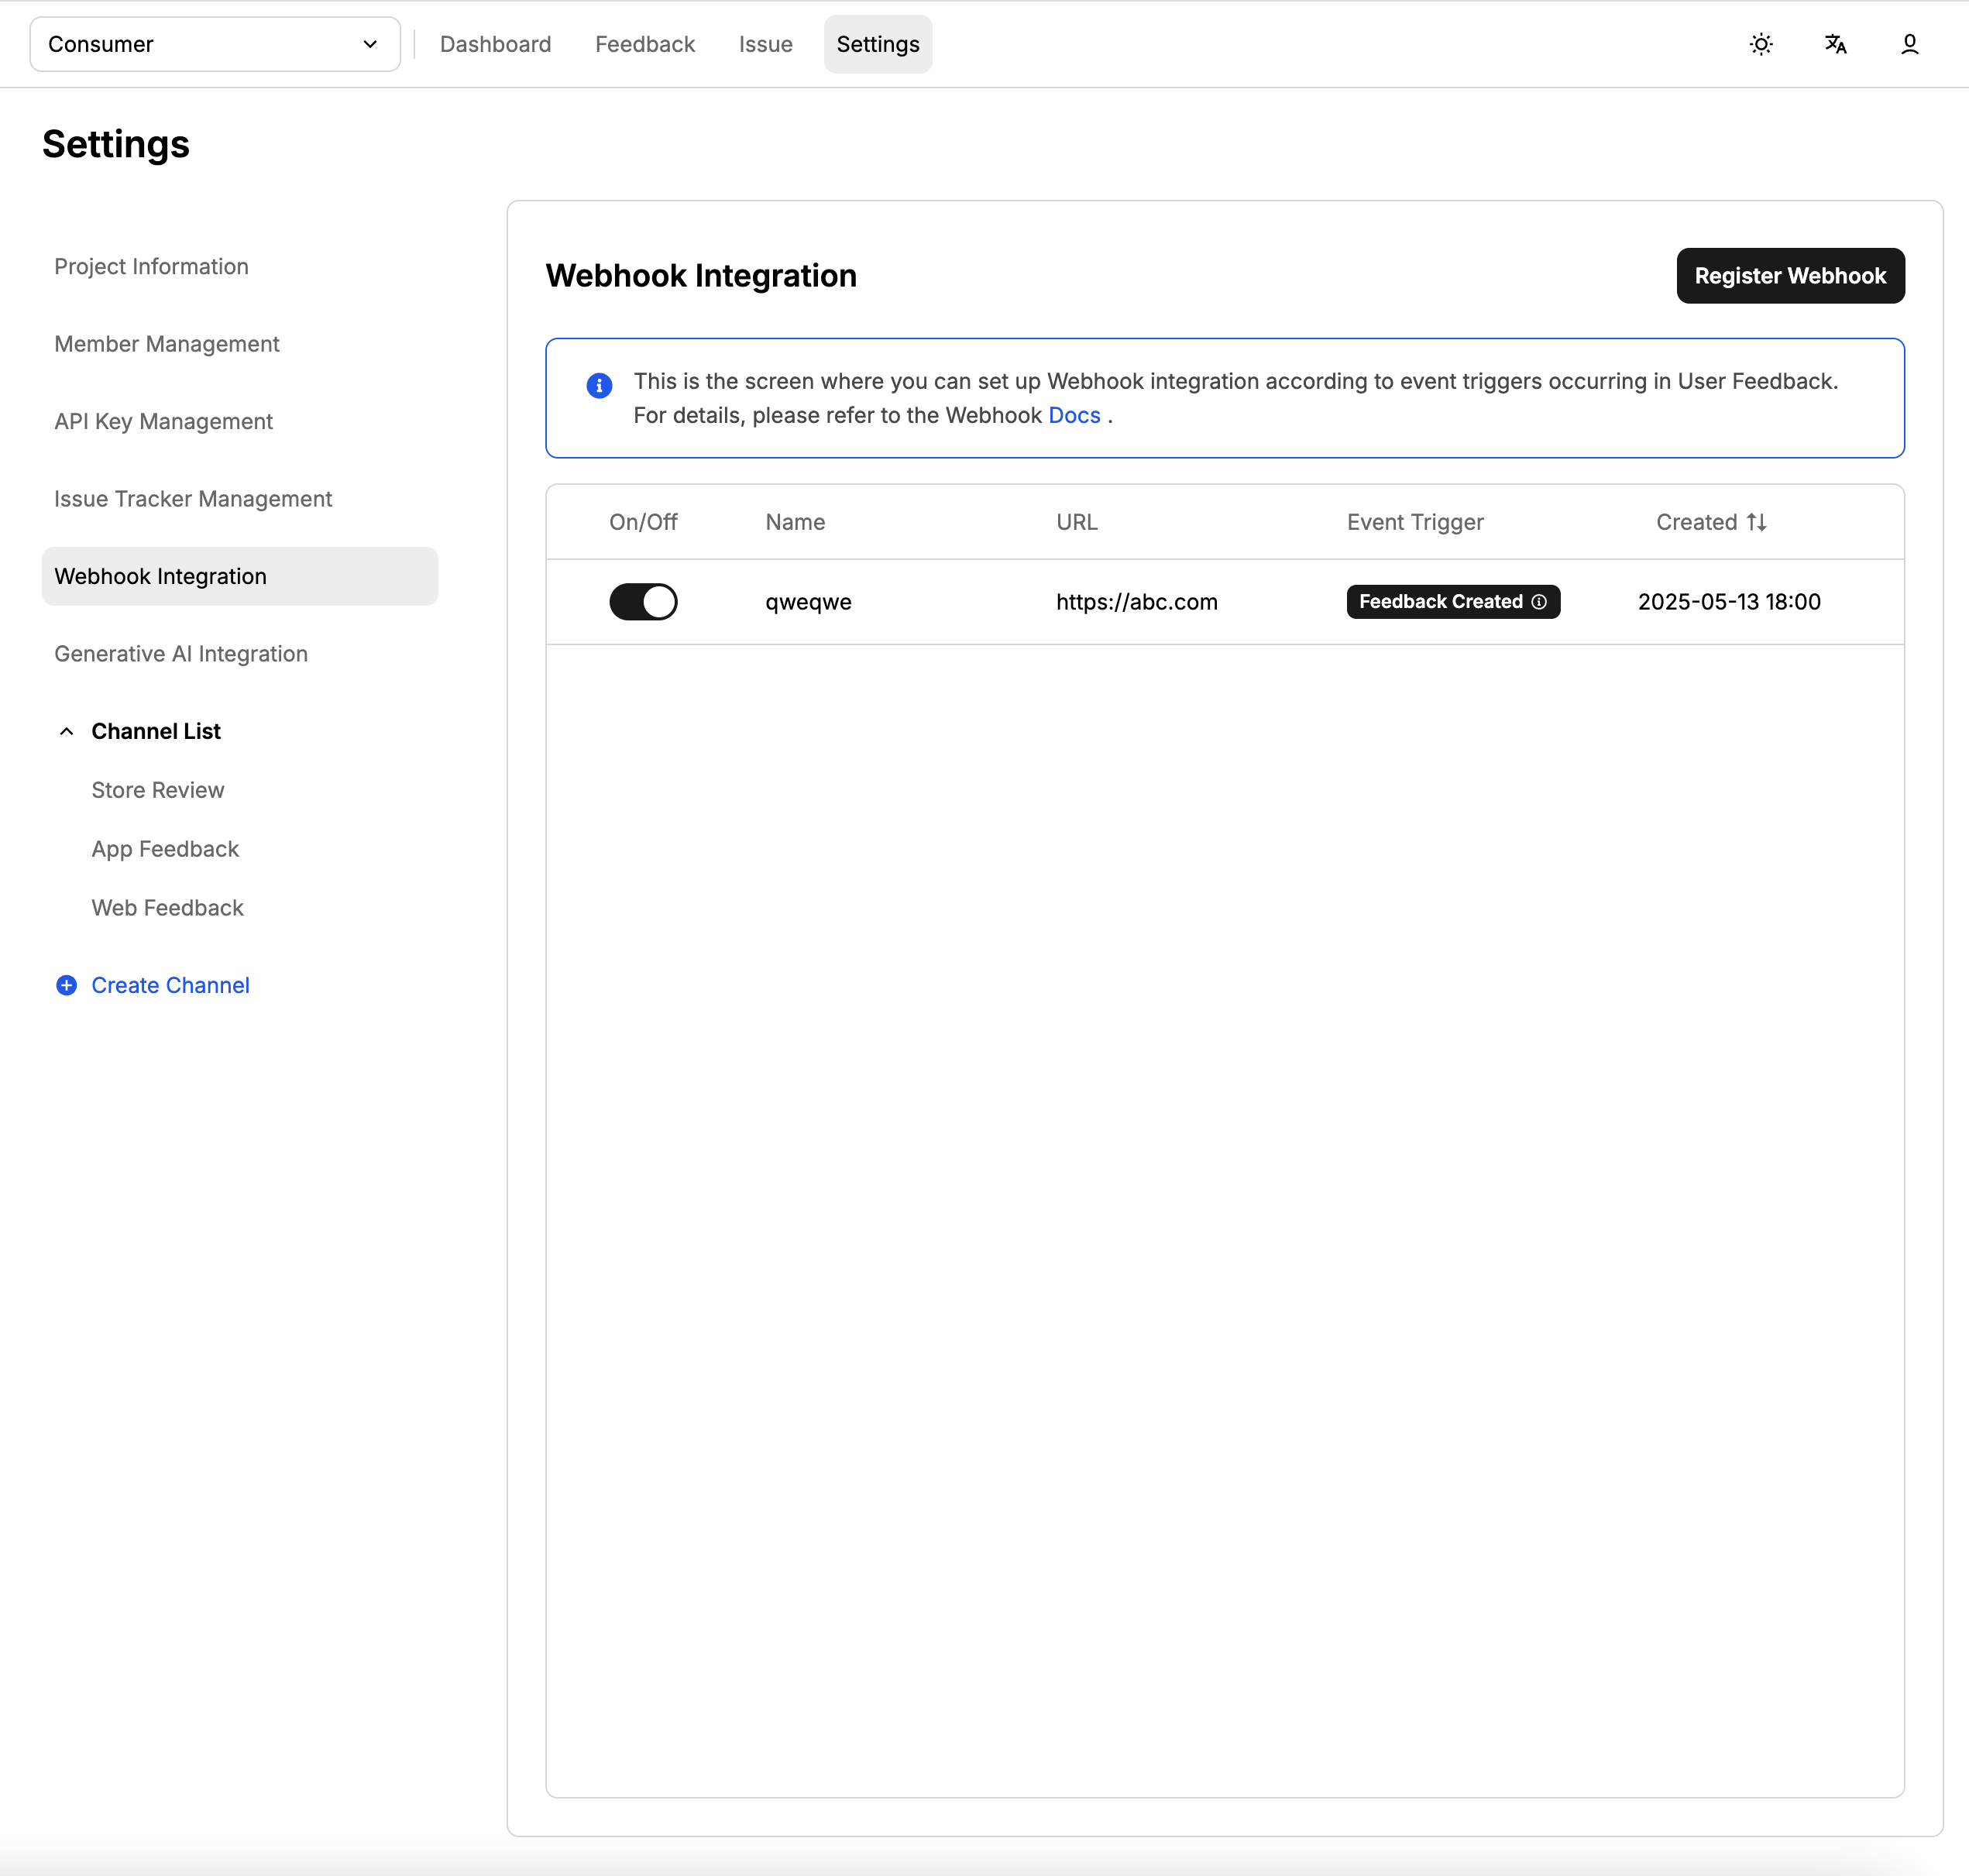 Consumer
Dashboard
Feedback
Issue
Settings
Settings
Project Information
Member Management
API Key Management
Issue Tracker Management
Webhook Integration
Generative AI Integration
Channel List
Store Review
App Feedback
Web Feedback
Create Channel
Webhook Integration
Register Webhook
This is the screen where you can set up Webhook integration according to event triggers occurring in User Feedback.
For details, please refer to the Webhook Docs .
On/Off Name URL Event Trigger Created
qweqwe https://abc.com Feedback Created 2025-05-13 18:00